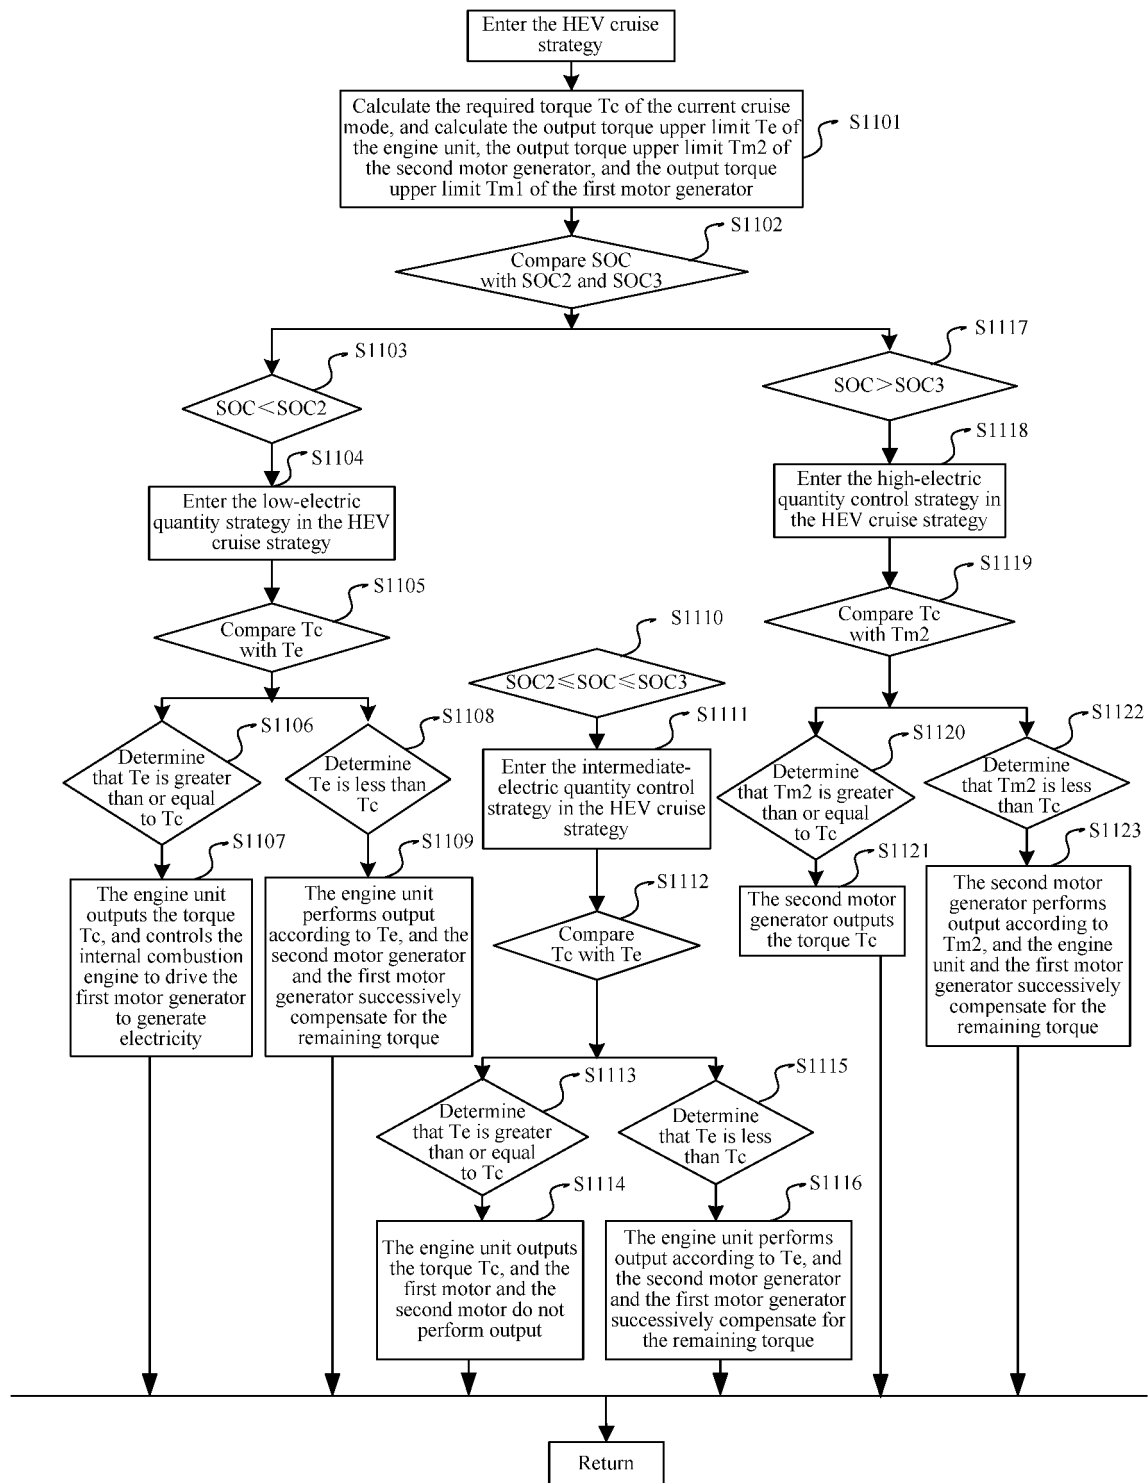 Enter the HEV cruise
strategy
Calculate the required torque Tc of the current cruise
mode, and calculate the output torque upper limit Te of
the engine unit, the output torque upper limit Tm2 of
the second motor generator, and the output torque
upper limit Tm1 of the first motor generator
S1101
S1102
Compare SOC
with SOC2 and SOC3
S1103
SOC<SOC2
S1104
Enter the low-electric
quantity strategy in the HEV
cruise strategy
S1105
Compare Tc
with Te
S1106
Determine
that Te is greater
than or equal
to Tc
S1107
The engine unit
outputs the torque
Tc, and controls the
internal combustion
engine to drive the
first motor generator
to generate
electricity
S1108
Determine
Te is less than
Tc
S1109
The engine unit
performs output
according to Te, and the
second motor generator
and the first motor
generator successively
compensate for the
remaining torque
S1110
SOC2≤SOC≤SOC3
S1111
Enter the intermediate-
electric quantity control
strategy in the HEV cruise
strategy
S1112
Compare
Tc with Te
S1113
Determine
that Te is greater
than or equal
to Tc
S1114
The engine unit outputs
the torque Tc, and the
first motor and the
second motor do not
perform output
S1115
Determine
that Te is less
than Tc
S1116
The engine unit performs
output according to Te, and
the second motor generator
and the first motor generator
successively compensate for
the remaining torque
S1117
SOC>SOC3
S1118
Enter the high-electric
quantity control strategy in
the HEV cruise strategy
S1119
Compare Tc
with Tm2
S1120
Determine
that Tm2 is greater
than or equal
to Tc
S1121
The second motor
generator outputs
the torque Tc
S1122
Determine
that Tm2 is less
than Tc
S1123
The second motor
generator performs
output according to
Tm2, and the engine
unit and the first motor
generator successively
compensate for the
remaining torque
Return